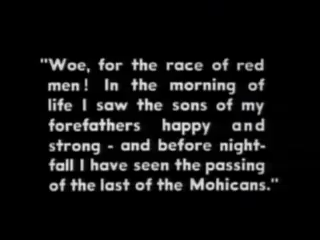 "Woe, for the race of red
men! In the morning of
life I saw the sons of my
forefathers happy and
strong - and before night-
fall I have seen the passing
of the last of the Mohicans."